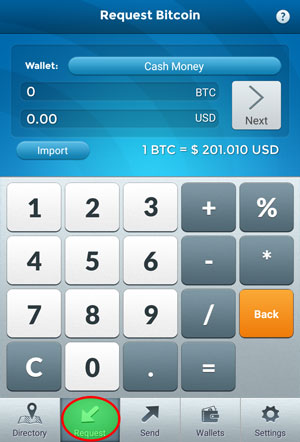 Request Bitcoin ?
Wallet: Cash Money
0 BTC
0.00 USD
Next
Import 1 BTC = $ 201.010 USD
1 2 3 + %
4 5 6 - *
7 8 9 / Back
C 0 . =
Directory Request Send Wallets Settings